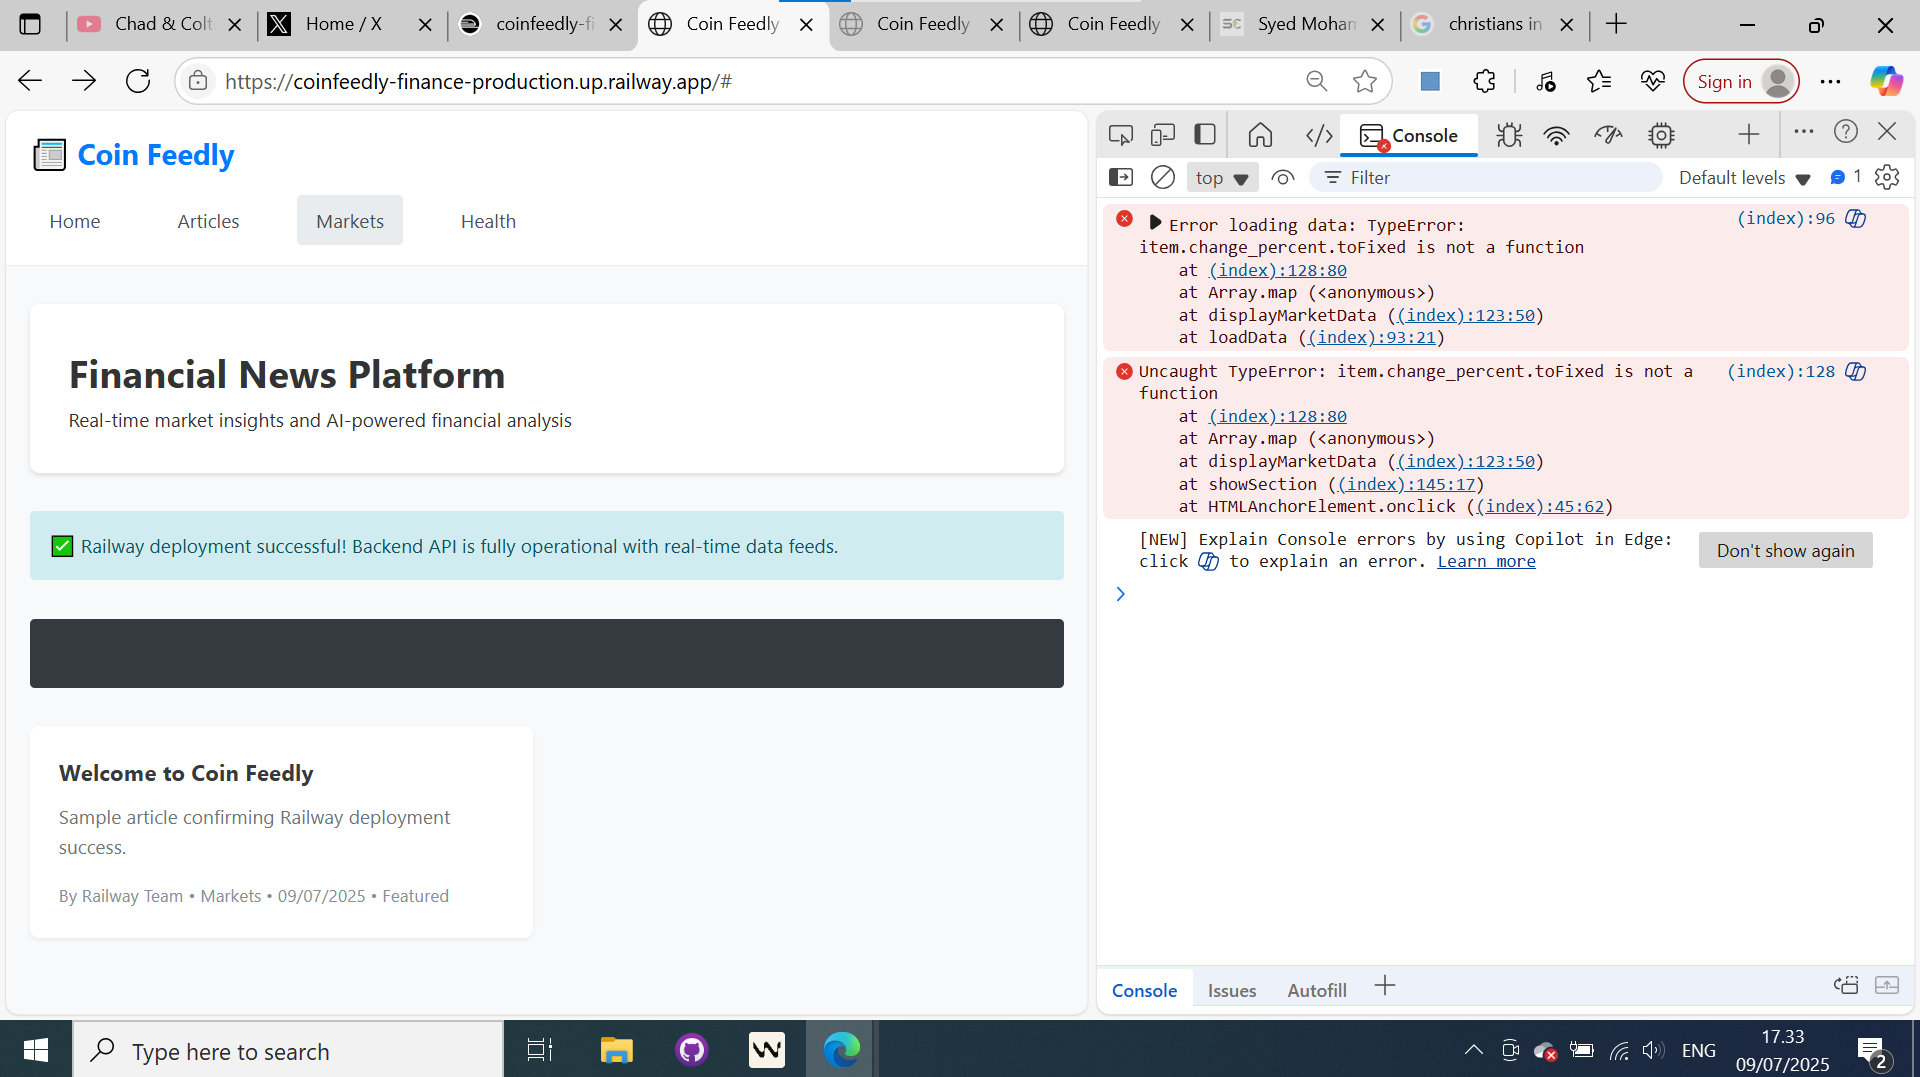 Chad & Colt
Home / X
coinfeedly-fi
Coin Feedly
Coin Feedly
Coin Feedly
Syed Moham
christians in
https://coinfeedly-finance-production.up.railway.app/#
Sign in
Coin Feedly
Home
Articles
Markets
Health
Financial News Platform
Real-time market insights and AI-powered financial analysis
Railway deployment successful! Backend API is fully operational with real-time data feeds.
Welcome to Coin Feedly
Sample article confirming Railway deployment
success.
By Railway Team • Markets • 09/07/2025 • Featured
Console
top
Filter
Default levels
1
Error loading data: TypeError: (index):96
item.change_percent.toFixed is not a function
at (index):128:80
at Array.map (<anonymous>)
at displayMarketData ((index):123:50)
at loadData ((index):93:21)
Uncaught TypeError: item.change_percent.toFixed is not a (index):128
function
at (index):128:80
at Array.map (<anonymous>)
at displayMarketData ((index):123:50)
at showSection ((index):145:17)
at HTMLAnchorElement.onclick ((index):45:62)
[NEW] Explain Console errors by using Copilot in Edge:
click to explain an error. Learn more
Don't show again
Console
Issues
Autofill
Type here to search
ENG
17.33
09/07/2025
2